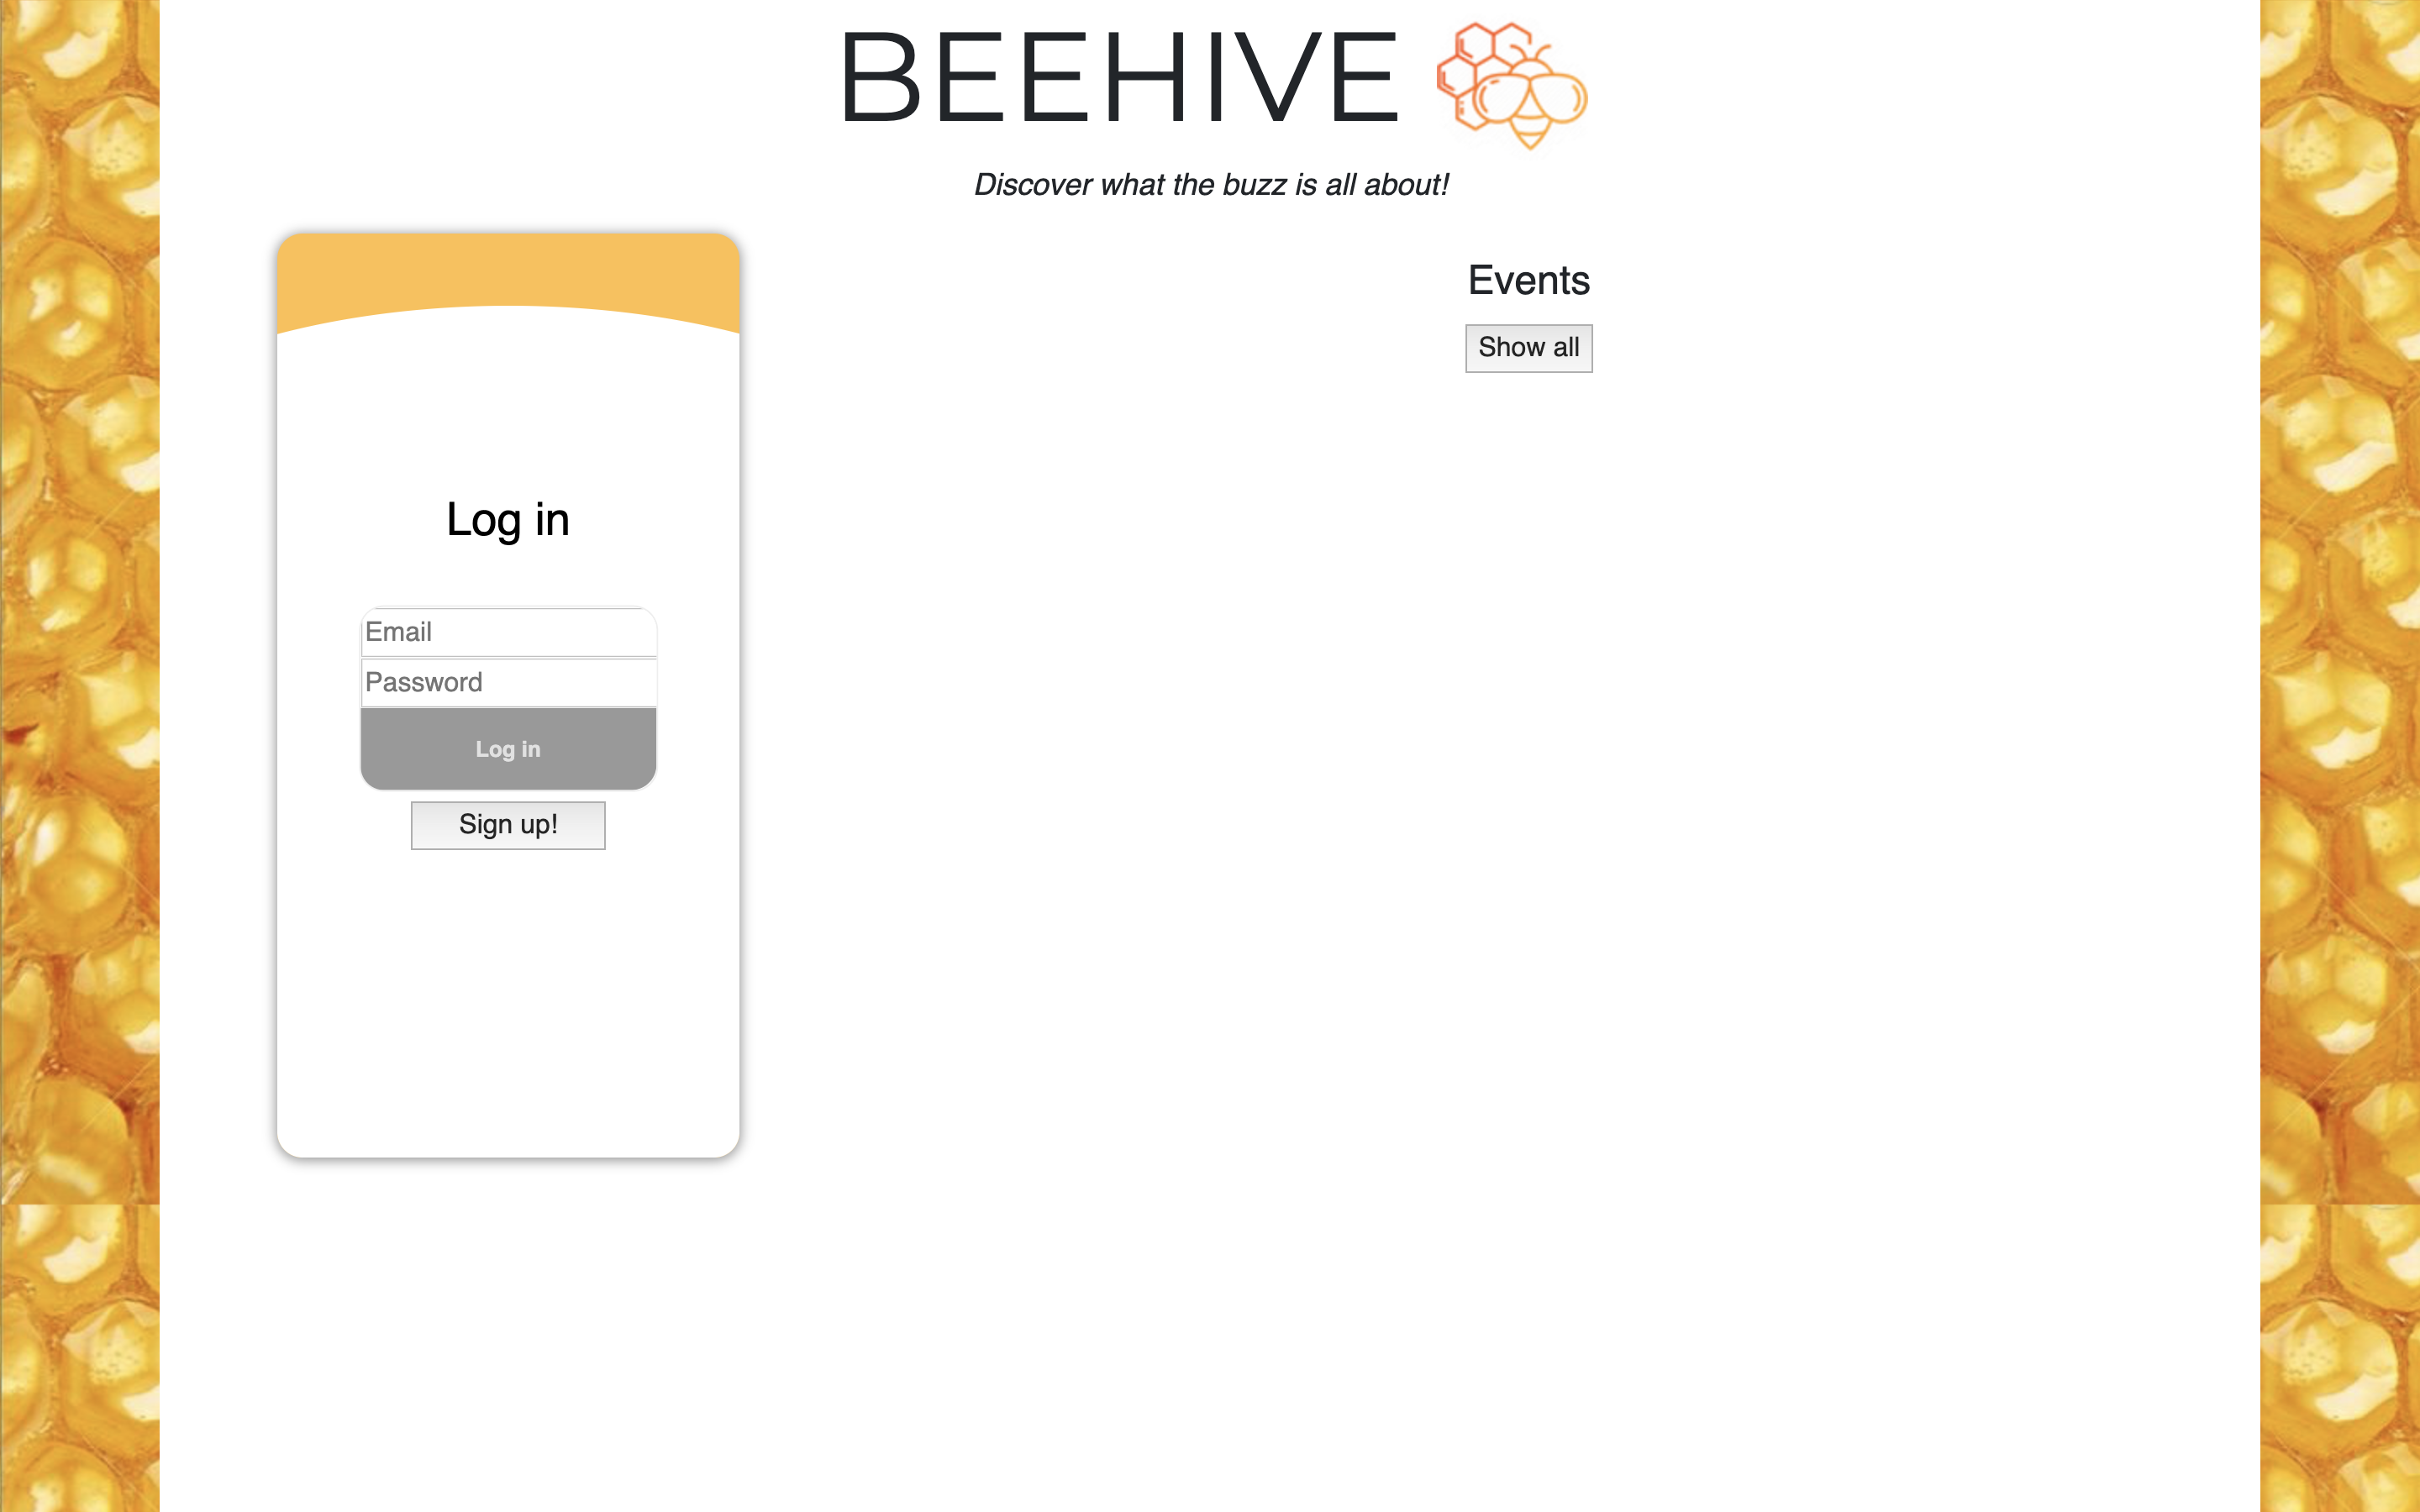 BEEHIVE
Discover what the buzz is all about!
Log in
Email
Password
Log in
Sign up!
Events
Show all